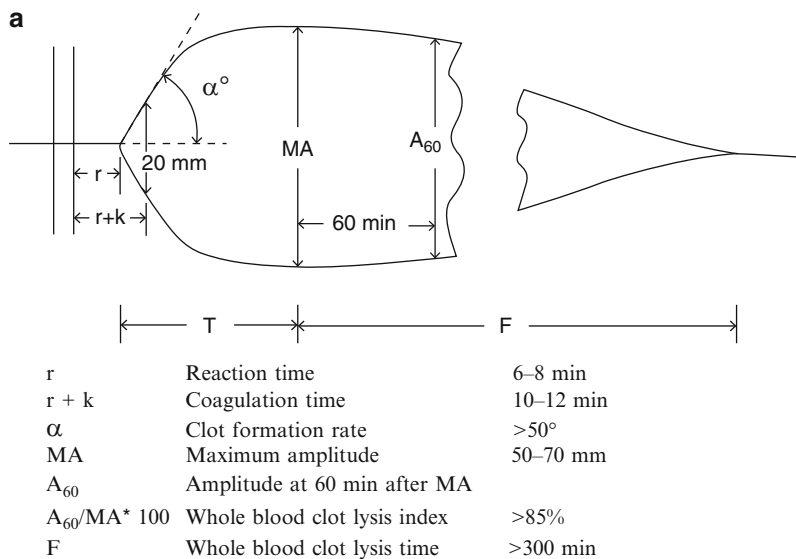 a
α°
MA
A₆₀
20 mm
r
r+k
60 min
T
F
r Reaction time 6–8 min
r + k Coagulation time 10–12 min
α Clot formation rate >50°
MA Maximum amplitude 50–70 mm
A₆₀ Amplitude at 60 min after MA
A₆₀/MA* 100 Whole blood clot lysis index >85%
F Whole blood clot lysis time >300 min